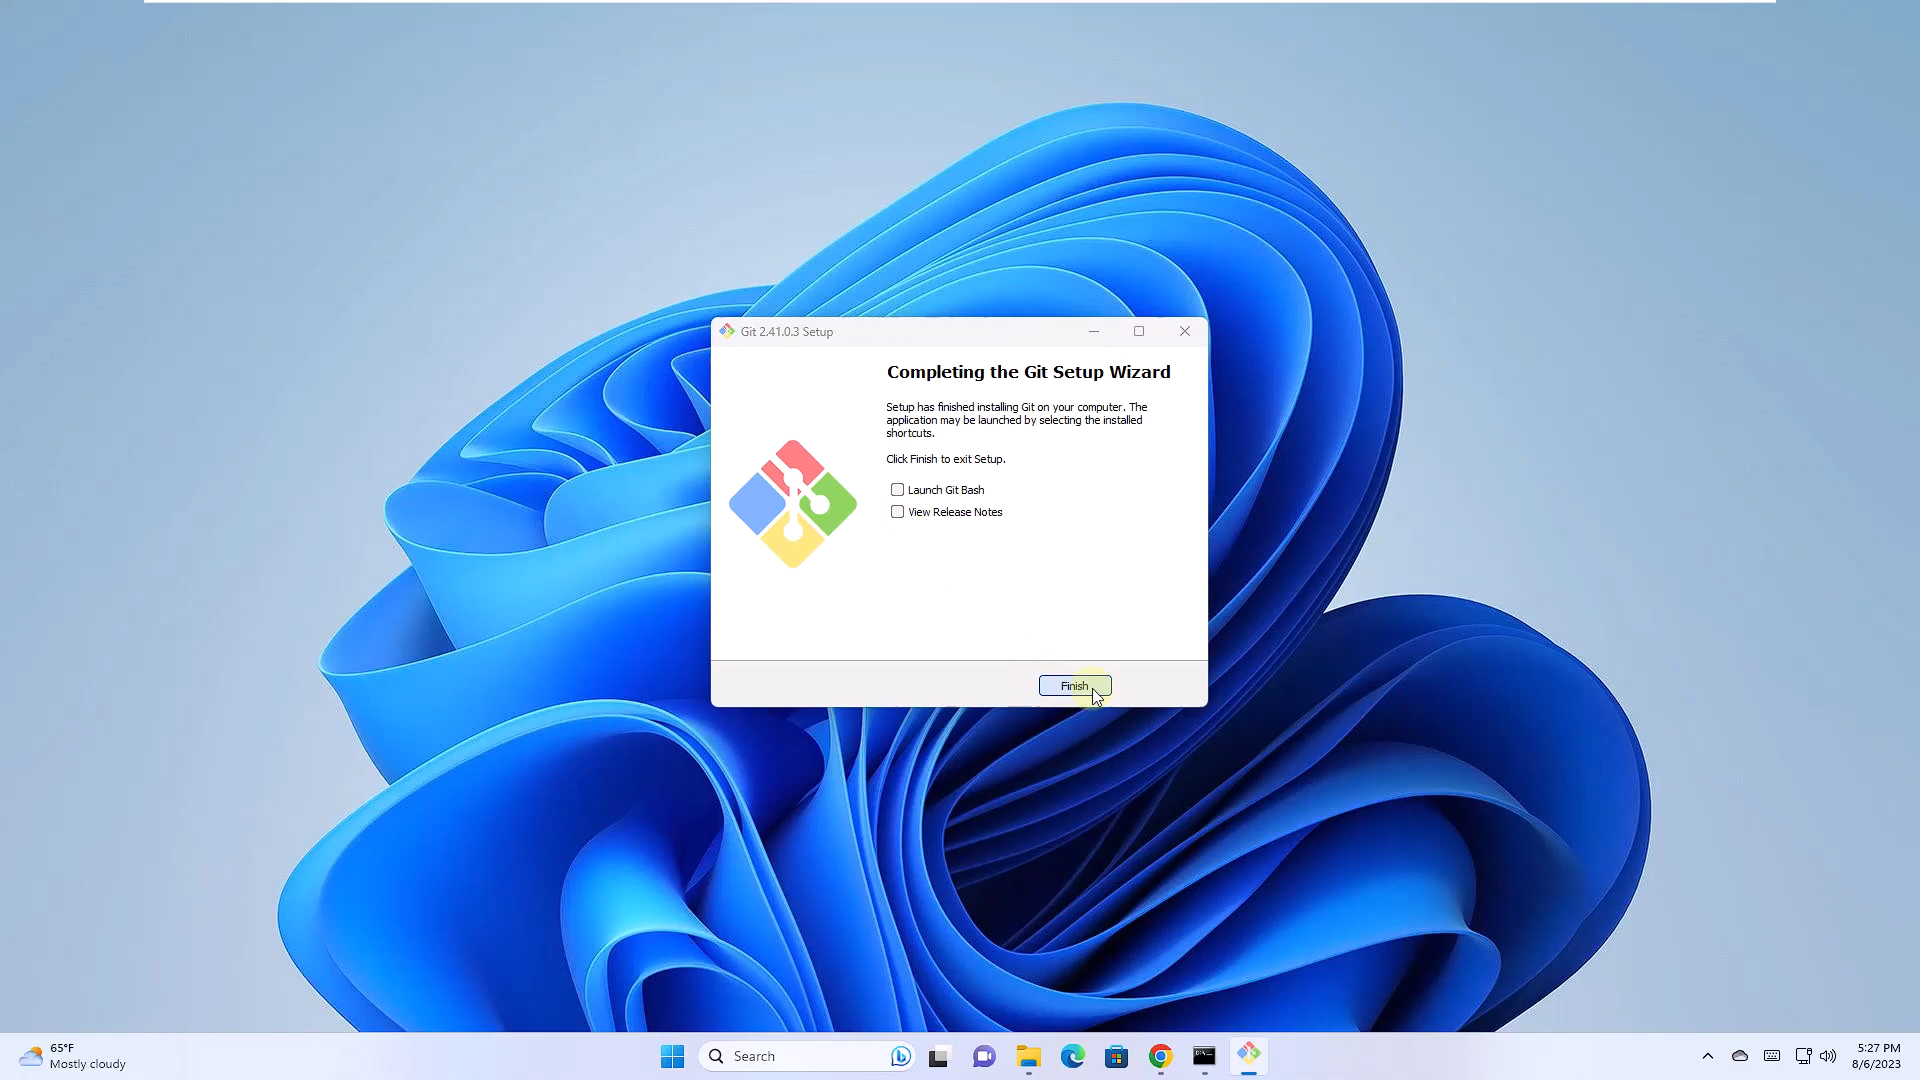 Git 2.41.0.3 Setup
Completing the Git Setup Wizard
Setup has finished installing Git on your computer. The
application may be launched by selecting the installed
shortcuts.
Click Finish to exit Setup.
Launch Git Bash
View Release Notes
Finish
65°F
Mostly cloudy
Search
5:27 PM
8/6/2023